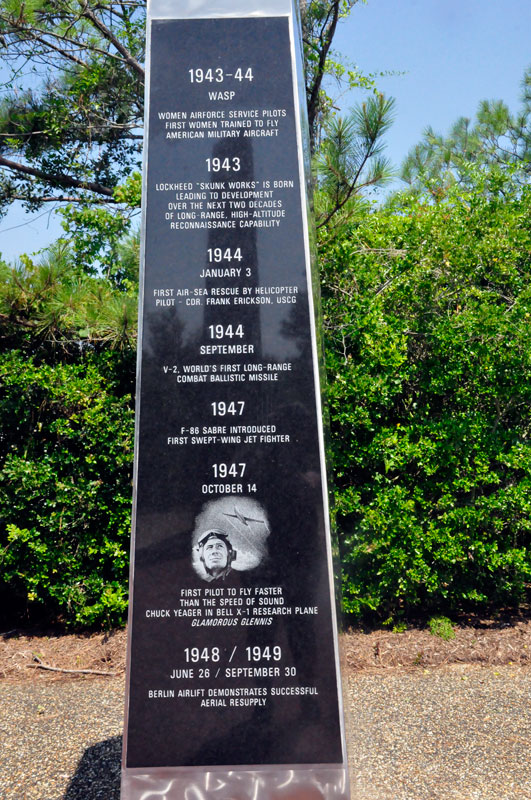 1943-44
WASP
WOMEN AIRFORCE SERVICE PILOTS
FIRST WOMEN TRAINED TO FLY
AMERICAN MILITARY AIRCRAFT
1943
LOCKHEED "SKUNK WORKS" IS BORN
LEADING TO DEVELOPMENT
OVER THE NEXT TWO DECADES
OF LONG-RANGE, HIGH-ALTITUDE
RECONNAISSANCE CAPABILITY
1944
JANUARY 3
FIRST AIR-SEA RESCUE BY HELICOPTER
PILOT - CDR. FRANK ERICKSON, USCG
1944
SEPTEMBER
V-2, WORLD'S FIRST LONG-RANGE
COMBAT BALLISTIC MISSILE
1947
F-86 SABRE INTRODUCED
FIRST SWEPT-WING JET FIGHTER
1947
OCTOBER 14
FIRST PILOT TO FLY FASTER
THAN THE SPEED OF SOUND
CHUCK YEAGER IN BELL X-1 RESEARCH PLANE
GLAMOROUS GLENNIS
1948 / 1949
JUNE 26 / SEPTEMBER 30
BERLIN AIRLIFT DEMONSTRATES SUCCESSFUL
AERIAL RESUPPLY